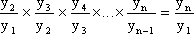 y₂/y₁ × y₃/y₂ × y₄/y₃ × ... × yₙ/yₙ₋₁ = yₙ/y₁